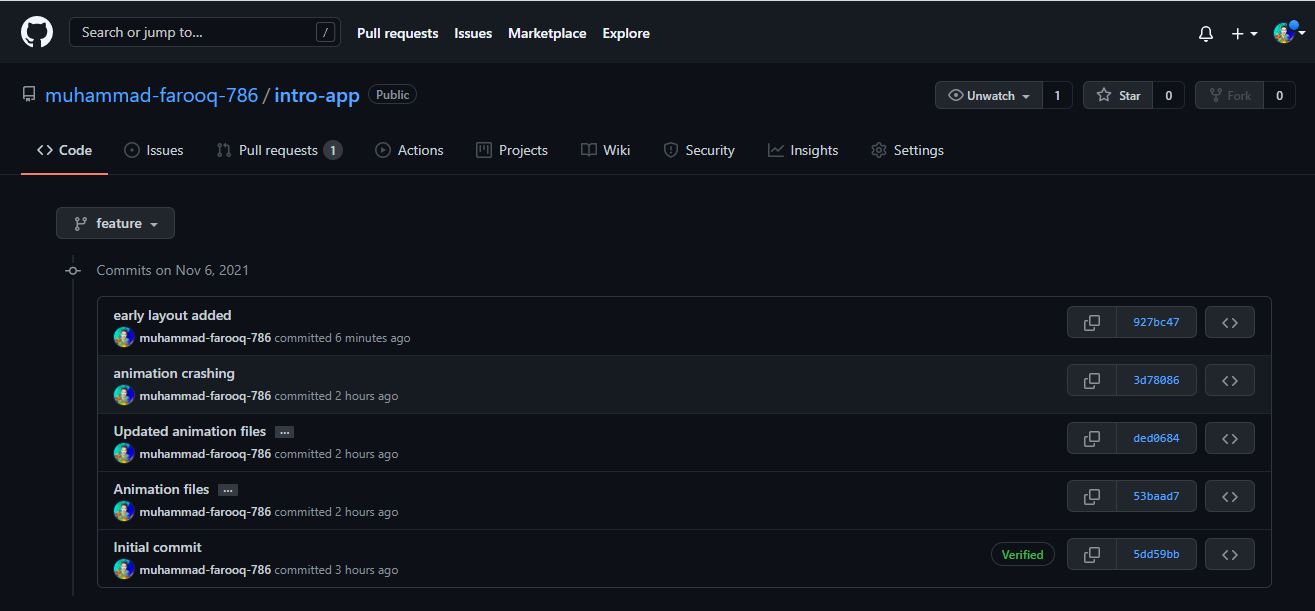 Search or jump to... /
Pull requests Issues Marketplace Explore
muhammad-farooq-786 / intro-app Public
Unwatch 1 Star 0 Fork 0
Code Issues Pull requests 1 Actions Projects Wiki Security Insights Settings
feature
Commits on Nov 6, 2021
early layout added
muhammad-farooq-786 committed 6 minutes ago
927bc47
animation crashing
muhammad-farooq-786 committed 2 hours ago
3d78086
Updated animation files ...
muhammad-farooq-786 committed 2 hours ago
ded0684
Animation files ...
muhammad-farooq-786 committed 2 hours ago
53baad7
Initial commit
muhammad-farooq-786 committed 3 hours ago
Verified 5dd59bb